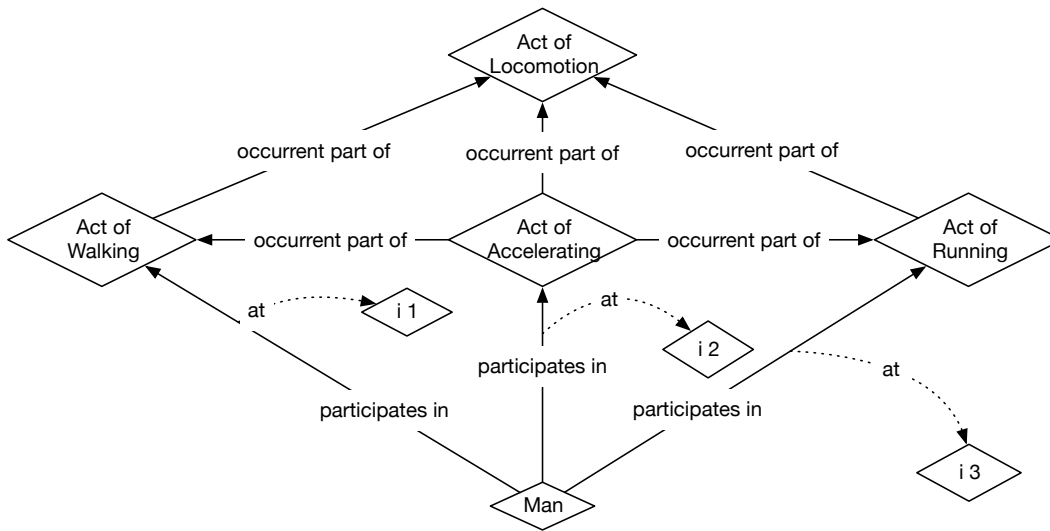 Act of
Locomotion
occurrent part of
occurrent part of
occurrent part of
Act of
Walking
occurrent part of
Act of
Accelerating
occurrent part of
Act of
Running
at
i 1
at
i 2
at
participates in
participates in
participates in
i 3
Man